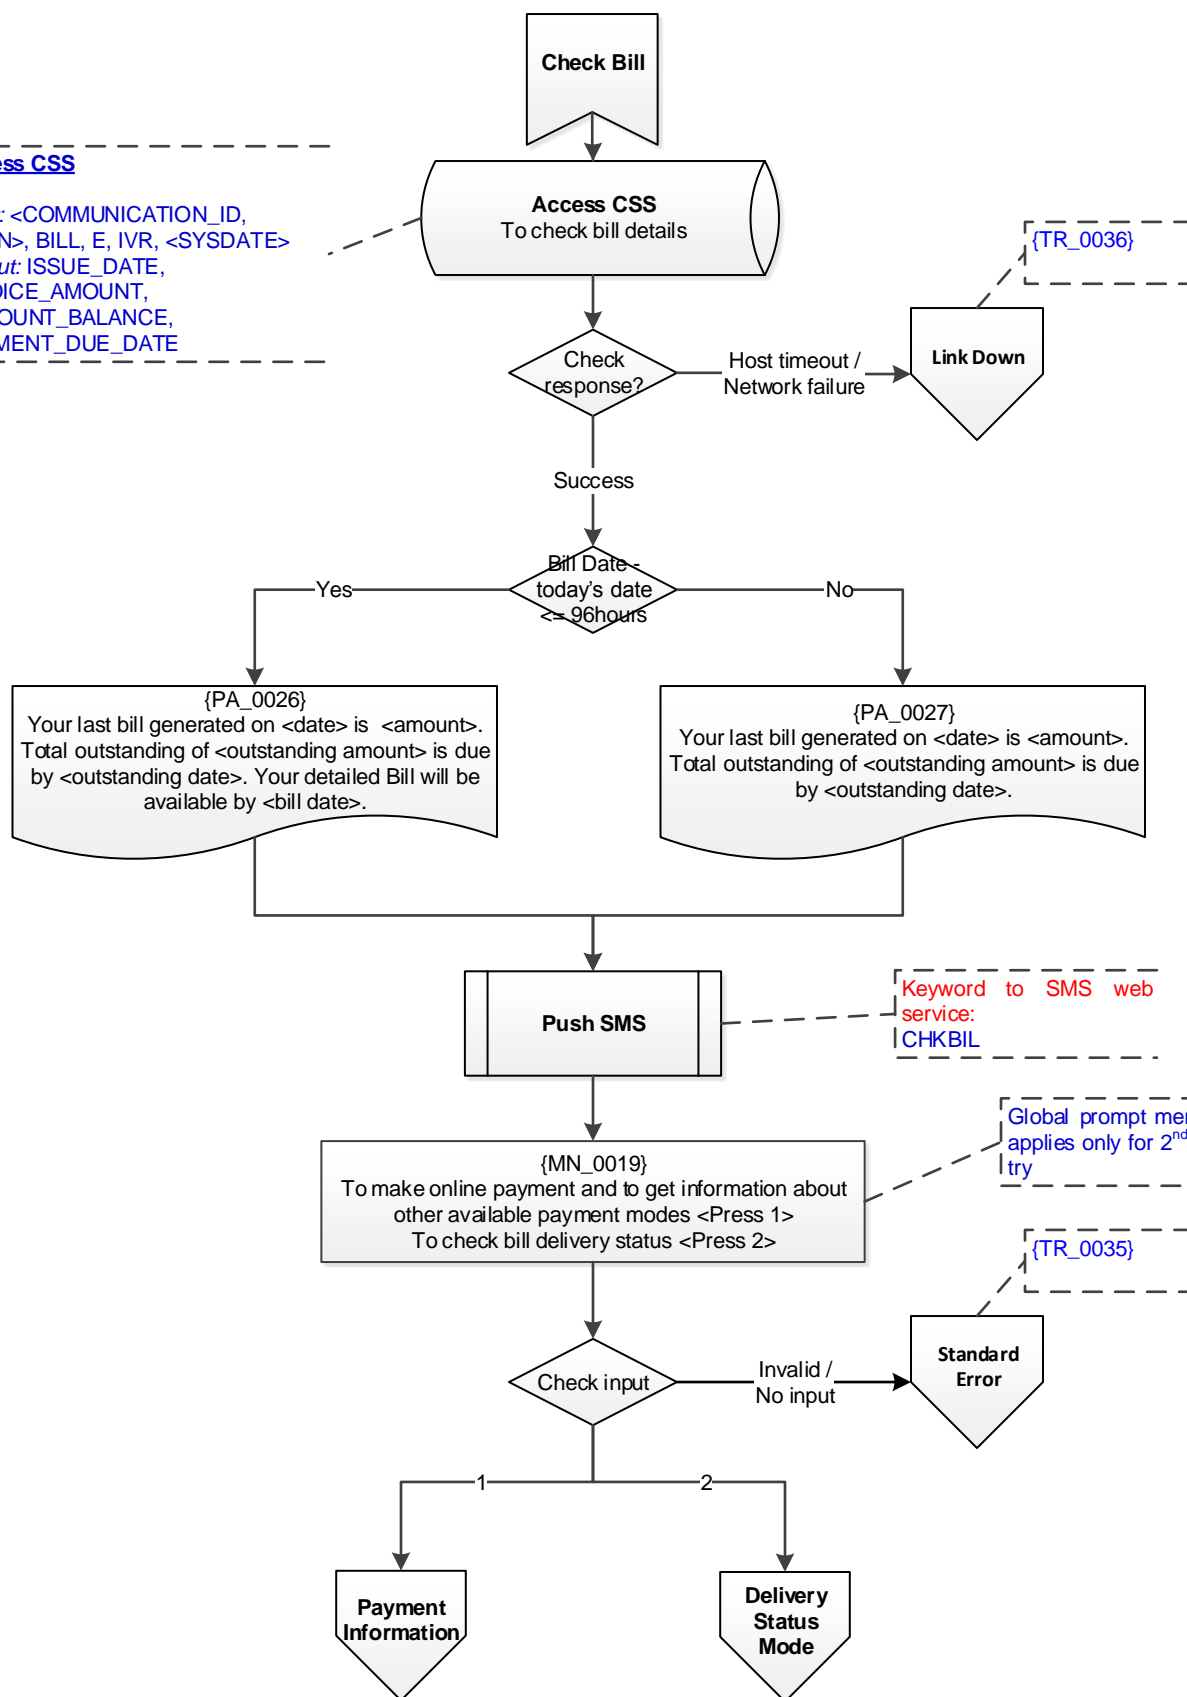 Check Bill
ess CSS
: <COMMUNICATION_ID,
N>, BILL, E, IVR, <SYSDATE>
ut: ISSUE_DATE,
OICE_AMOUNT,
OUNT_BALANCE,
MENT_DUE_DATE
Access CSS
To check bill details
{TR_0036}
Link Down
Check
response?
Host timeout /
Network failure
Success
Bill Date -
today's date
<= 96hours
Yes
No
{PA_0026}
Your last bill generated on <date> is <amount>.
Total outstanding of <outstanding amount> is due
by <outstanding date>. Your detailed Bill will be
available by <bill date>.
{PA_0027}
Your last bill generated on <date> is <amount>.
Total outstanding of <outstanding amount> is due
by <outstanding date>.
Push SMS
Keyword to SMS web
service:
CHKBIL
Global prompt mer
applies only for 2nd
try
{MN_0019}
To make online payment and to get information about
other available payment modes <Press 1>
To check bill delivery status <Press 2>
{TR_0035}
Standard
Error
Check input
Invalid /
No input
1
2
Payment
Information
Delivery
Status
Mode